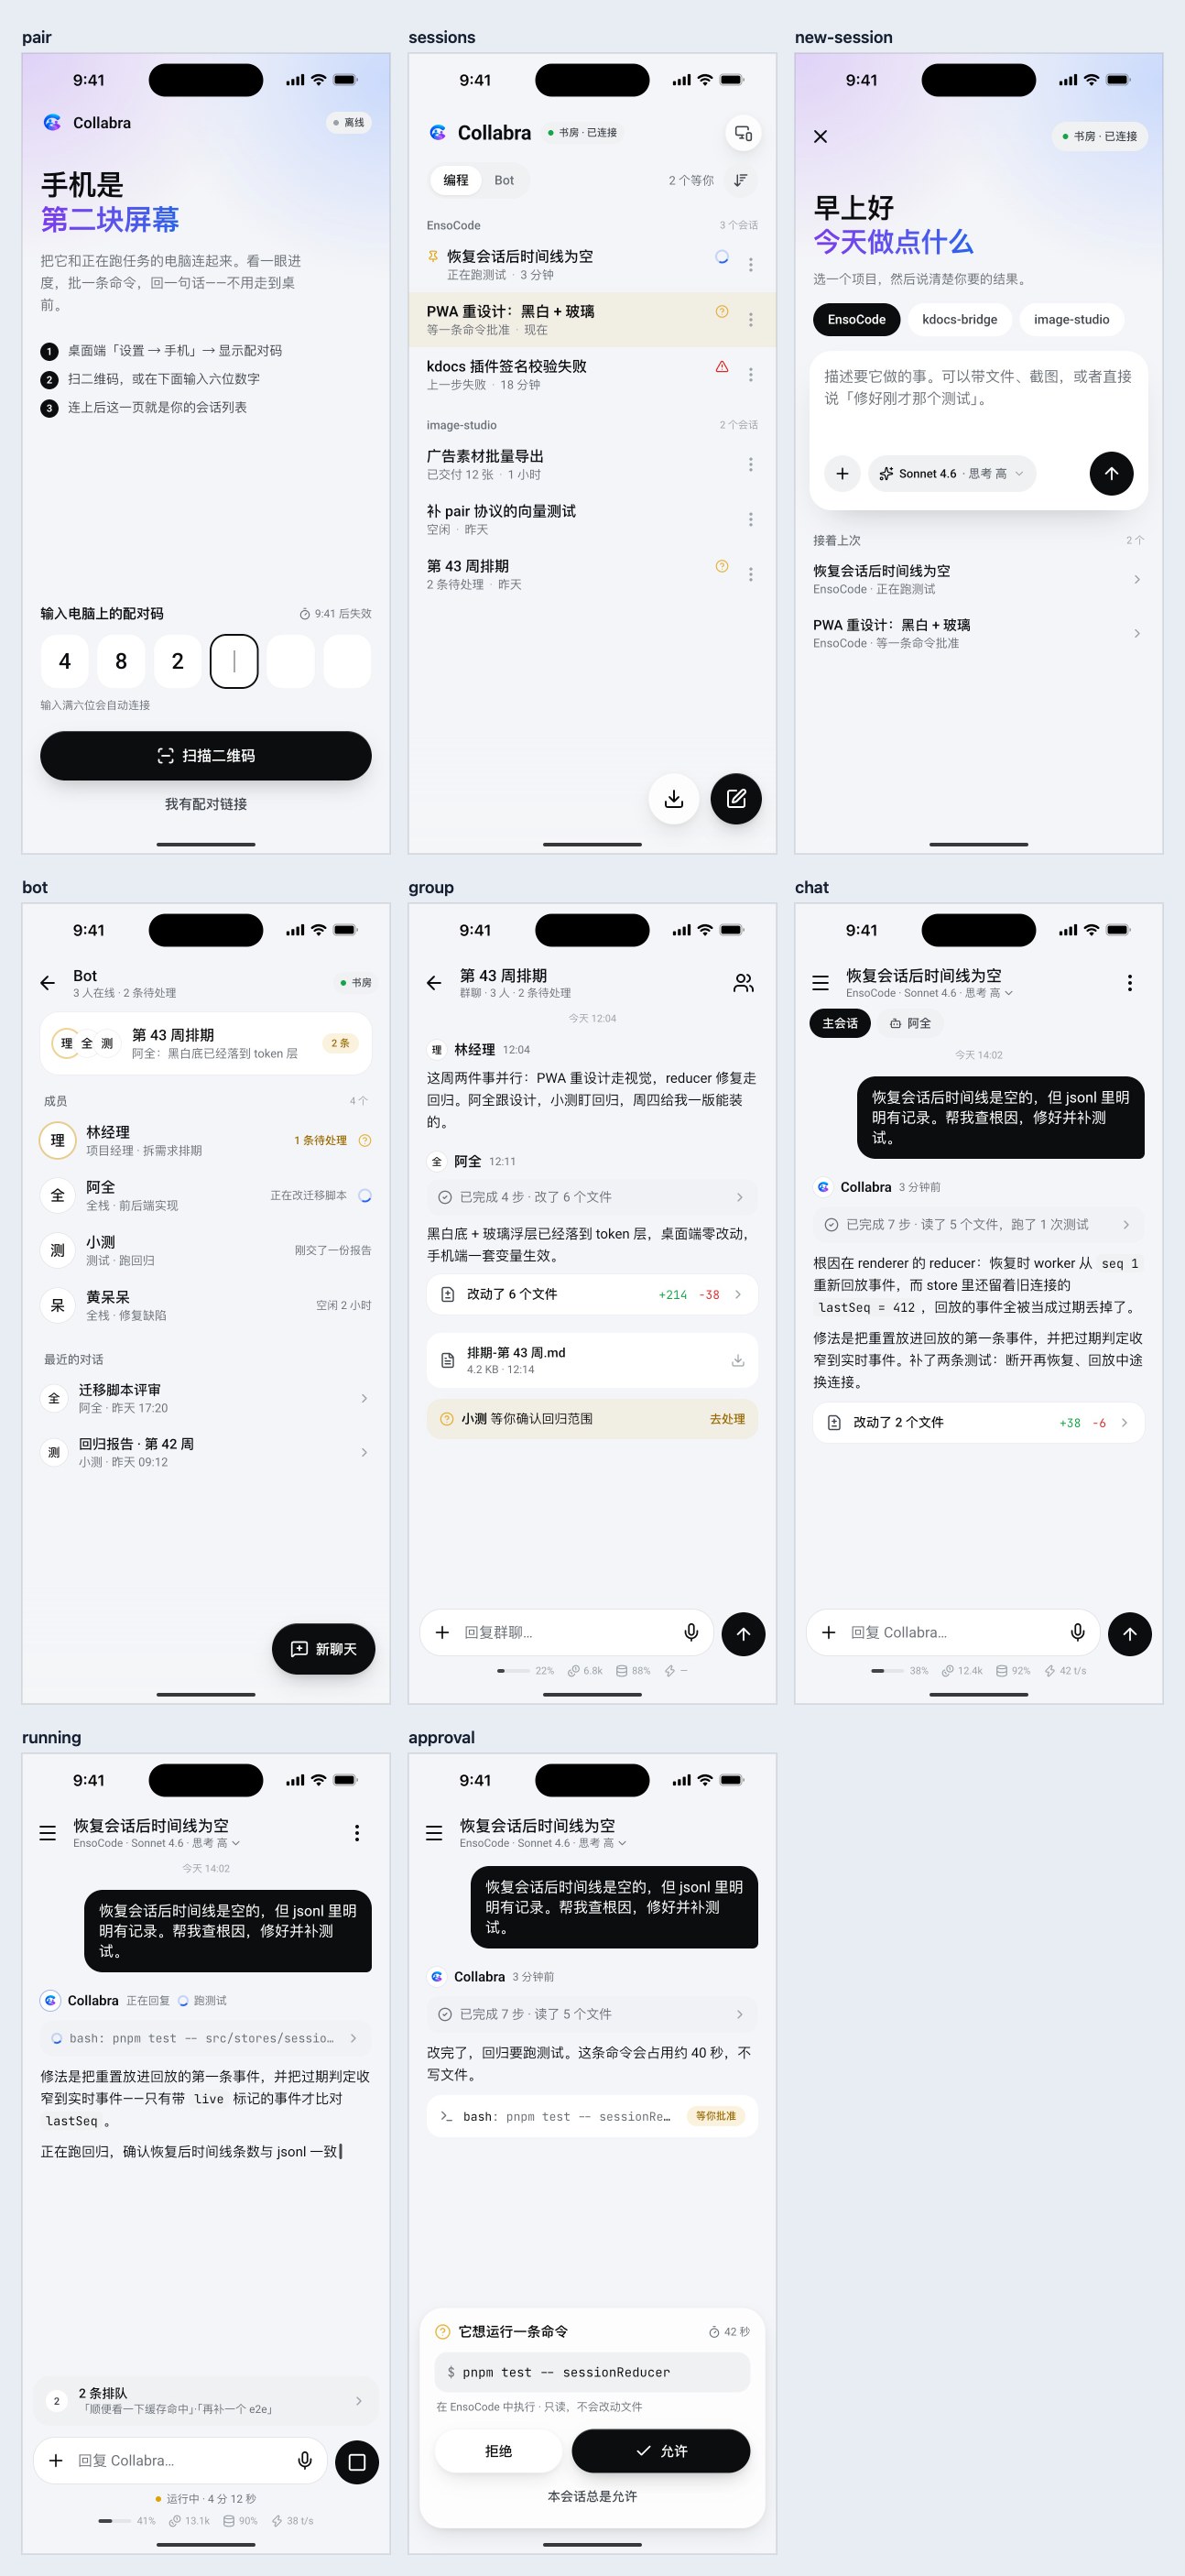 pair
9:41
Collabra
离线
手机是
第二块屏幕
把它和正在跑任务的电脑连起来。看一眼进
度，批一条命令，回一句话——不用走到桌
前。
1 桌面端「设置 → 手机」→ 显示配对码
2 扫二维码，或在下面输入六位数字
3 连上后这一页就是你的会话列表
输入电脑上的配对码
9:41 后失效
4 8 2
输入满六位会自动连接
扫描二维码
我有配对链接
sessions
9:41
Collabra
书房 · 已连接
编程 Bot
2 个等你
EnsoCode
3 个会话
恢复会话后时间线为空
正在跑测试 · 3 分钟
PWA 重设计：黑白 + 玻璃
等一条命令批准 · 现在
kdocs 插件签名校验失败
上一步失败 · 18 分钟
image-studio
2 个会话
广告素材批量导出
已交付 12 张 · 1 小时
补 pair 协议的向量测试
空闲 · 昨天
第 43 周排期
2 条待处理 · 昨天
new-session
9:41
书房 · 已连接
早上好
今天做点什么
选一个项目，然后说清楚你要的结果。
EnsoCode kdocs-bridge image-studio
描述要它做的事。可以带文件、截图，或者直接
说「修好刚才那个测试」。
Sonnet 4.6 · 思考 高
接着上次
2 个
恢复会话后时间线为空
EnsoCode · 正在跑测试
PWA 重设计：黑白 + 玻璃
EnsoCode · 等一条命令批准
bot
9:41
Bot
3 人在线 · 2 条待处理
书房
理 全 测
第 43 周排期
阿全：黑白底已经落到 token 层
2 条
成员
4 个
理
林经理
项目经理 · 拆需求排期
1 条待处理
全
阿全
全栈 · 前后端实现
正在改迁移脚本
测
小测
测试 · 跑回归
刚交了一份报告
呆
黄呆呆
全栈 · 修复缺陷
空闲 2 小时
最近的对话
全
迁移脚本评审
阿全 · 昨天 17:20
测
回归报告 · 第 42 周
小测 · 昨天 09:12
新聊天
group
9:41
第 43 周排期
群聊 · 3 人 · 2 条待处理
今天 12:04
理 林经理 12:04
这周两件事并行：PWA 重设计走视觉，reducer 修复走
回归。阿全跟设计，小测盯回归，周四给我一版能装
的。
全 阿全 12:11
已完成 4 步 · 改了 6 个文件
黑白底 + 玻璃浮层已经落到 token 层，桌面端零改动，
手机端一套变量生效。
改动了 6 个文件 +214 -38
排期-第 43 周.md
4.2 KB · 12:14
小测 等你确认回归范围 去处理
回复群聊...
22% 6.8k 88% —
chat
9:41
恢复会话后时间线为空
EnsoCode · Sonnet 4.6 · 思考 高
主会话 阿全
今天 14:02
恢复会话后时间线是空的，但 jsonl 里明
明有记录。帮我查根因，修好并补测
试。
Collabra 3 分钟前
已完成 7 步 · 读了 5 个文件，跑了 1 次测试
根因在 renderer 的 reducer：恢复时 worker 从 seq 1
重新回放事件，而 store 里还留着旧连接的
lastSeq = 412 ，回放的事件全被当成过期丢掉了。
修法是把重置放进回放的第一条事件，并把过期判定收
窄到实时事件。补了两条测试：断开再恢复、回放中途
换连接。
改动了 2 个文件 +38 -6
回复 Collabra...
38% 12.4k 92% 42 t/s
running
9:41
恢复会话后时间线为空
EnsoCode · Sonnet 4.6 · 思考 高
今天 14:02
恢复会话后时间线是空的，但 jsonl 里明
明有记录。帮我查根因，修好并补测
试。
Collabra 正在回复 跑测试
bash: pnpm test -- src/stores/sessio…
修法是把重置放进回放的第一条事件，并把过期判定收
窄到实时事件——只有带 live 标记的事件才比对
lastSeq 。
正在跑回归，确认恢复后时间线条数与 jsonl 一致
2
2 条排队
「顺便看一下缓存命中」·「再补一个 e2e」
回复 Collabra...
运行中 · 4 分 12 秒
41% 13.1k 90% 38 t/s
approval
9:41
恢复会话后时间线为空
EnsoCode · Sonnet 4.6 · 思考 高
恢复会话后时间线是空的，但 jsonl 里明
明有记录。帮我查根因，修好并补测
试。
Collabra 3 分钟前
已完成 7 步 · 读了 5 个文件
改完了，回归要跑测试。这条命令会占用约 40 秒，不
写文件。
bash: pnpm test -- sessionRe… 等你批准
它想运行一条命令
42 秒
$ pnpm test -- sessionReducer
在 EnsoCode 中执行 · 只读，不会改动文件
拒绝 允许
本会话总是允许